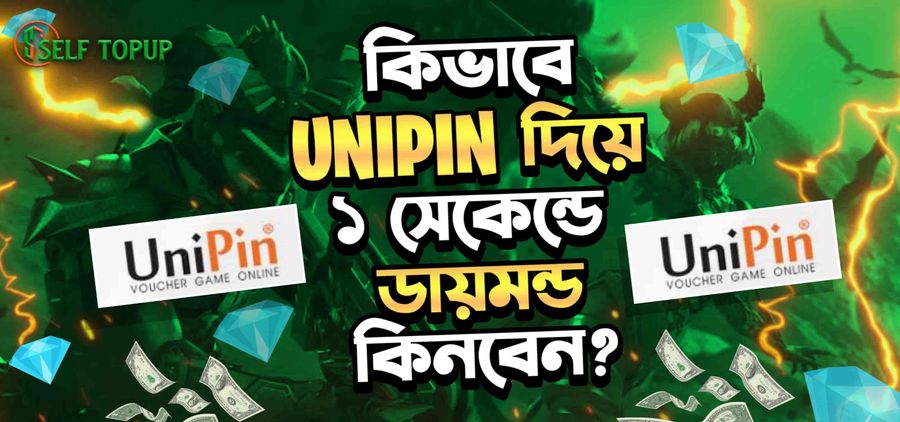 SELF TOPUP
কিভাবে
UNIPIN দিয়ে
১ সেকেন্ডে
ডায়মন্ড
কিনবেন?
UniPin®
VOUCHER GAME ONLINE
UniPin®
VOUCHER GAME ONLINE